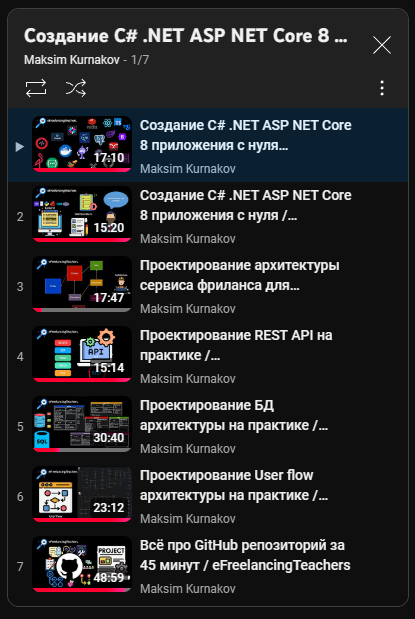 Создание C# .NET ASP NET Core 8 ...
Maksim Kurnakov - 1/7
17:10
Создание C# .NET ASP NET Core
8 приложения с нуля...
Maksim Kurnakov
2
15:20
Создание C# .NET ASP NET Core
8 приложения с нуля /...
Maksim Kurnakov
3
17:47
Проектирование архитектуры
сервиса фриланса для...
Maksim Kurnakov
4
API
15:14
Проектирование REST API на
практике /...
Maksim Kurnakov
5
SQL
30:40
Проектирование БД
архитектуры на практике /...
Maksim Kurnakov
6
23:12
Проектирование User flow
архитектуры на практике /...
Maksim Kurnakov
7
PROJECT
48:59
Всё про GitHub репозиторий за
45 минут / eFreelancingTeachers
Maksim Kurnakov